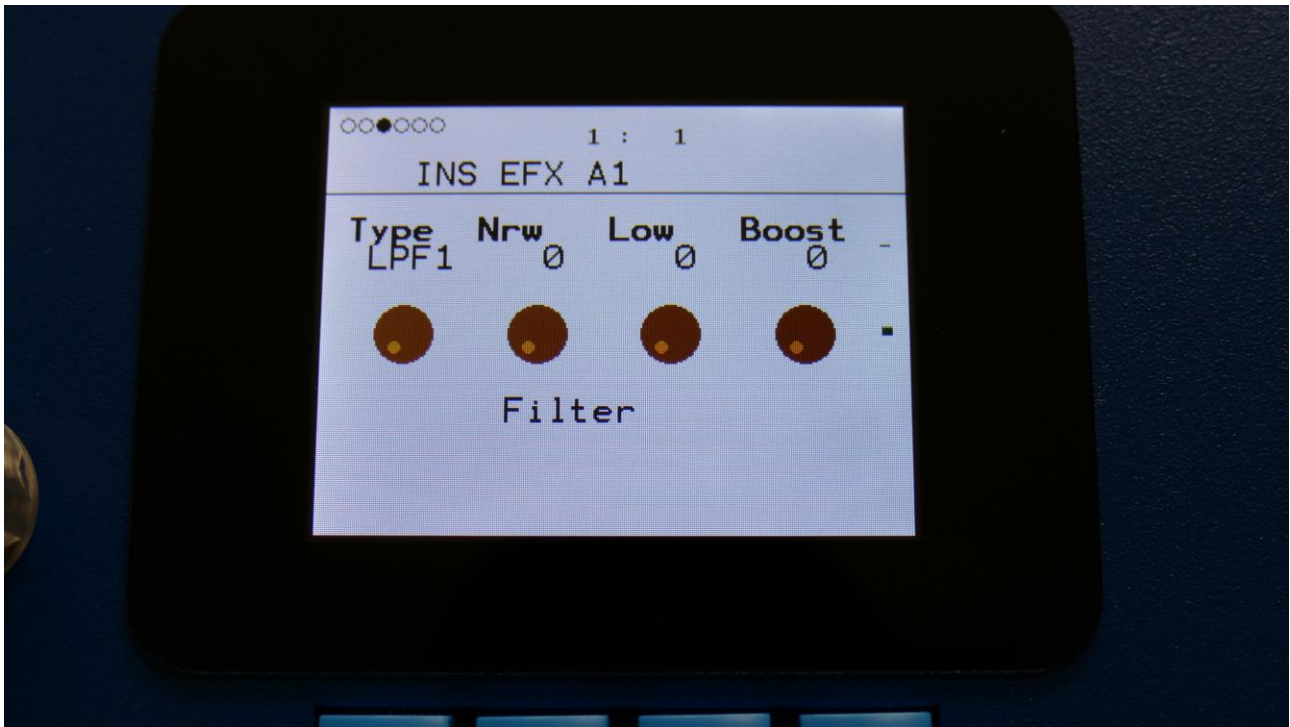 1 : 1
INS EFX A1
Type Nrw Low Boost
LPF1 0 0 0
Filter